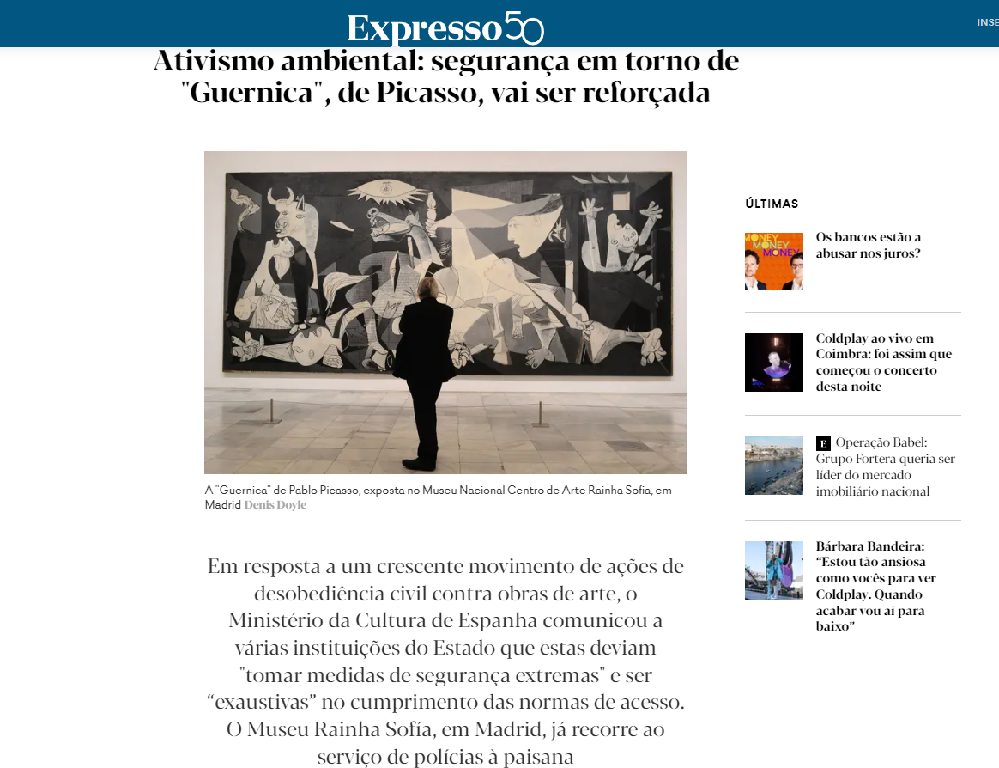 Expresso 50
INSE
Ativismo ambiental: segurança em torno de
"Guernica", de Picasso, vai ser reforçada
A "Guernica" de Pablo Picasso, exposta no Museu Nacional Centro de Arte Rainha Sofia, em
Madrid Denis Doyle
Em resposta a um crescente movimento de ações de
desobediência civil contra obras de arte, o
Ministério da Cultura de Espanha comunicou a
várias instituições do Estado que estas deviam
"tomar medidas de segurança extremas" e ser
“exaustivas” no cumprimento das normas de acesso.
O Museu Rainha Sofía, em Madrid, já recorre ao
serviço de polícias à paisana
ÚLTIMAS
MONEY
MONEY
MONEY
Os bancos estão a
abusar nos juros?
Coldplay ao vivo em
Coimbra: foi assim que
começou o concerto
desta noite
E Operação Babel:
Grupo Fortera queria ser
líder do mercado
imobiliário nacional
Bárbara Bandeira:
“Estou tão ansiosa
como vocês para ver
Coldplay. Quando
acabar vou aí para
baixo”